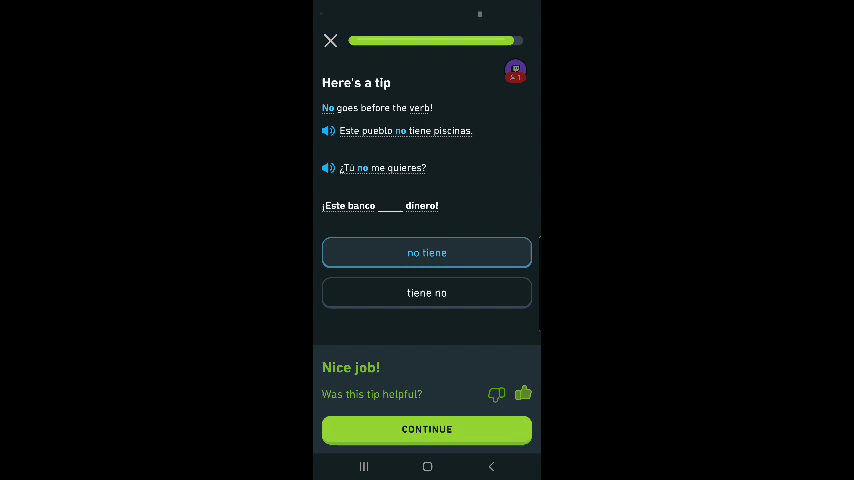 Here's a tip
No goes before the verb!
Este pueblo no tiene piscinas.
¿Tú no me quieres?
¡Este banco _____ dinero!
no tiene
tiene no
Nice job!
Was this tip helpful?
CONTINUE